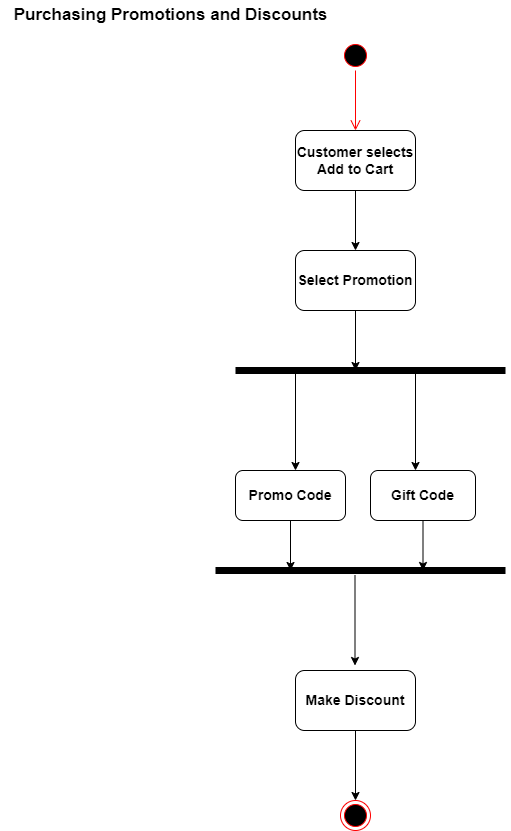 Purchasing Promotions and Discounts
Customer selects
Add to Cart
Select Promotion
Promo Code
Gift Code
Make Discount